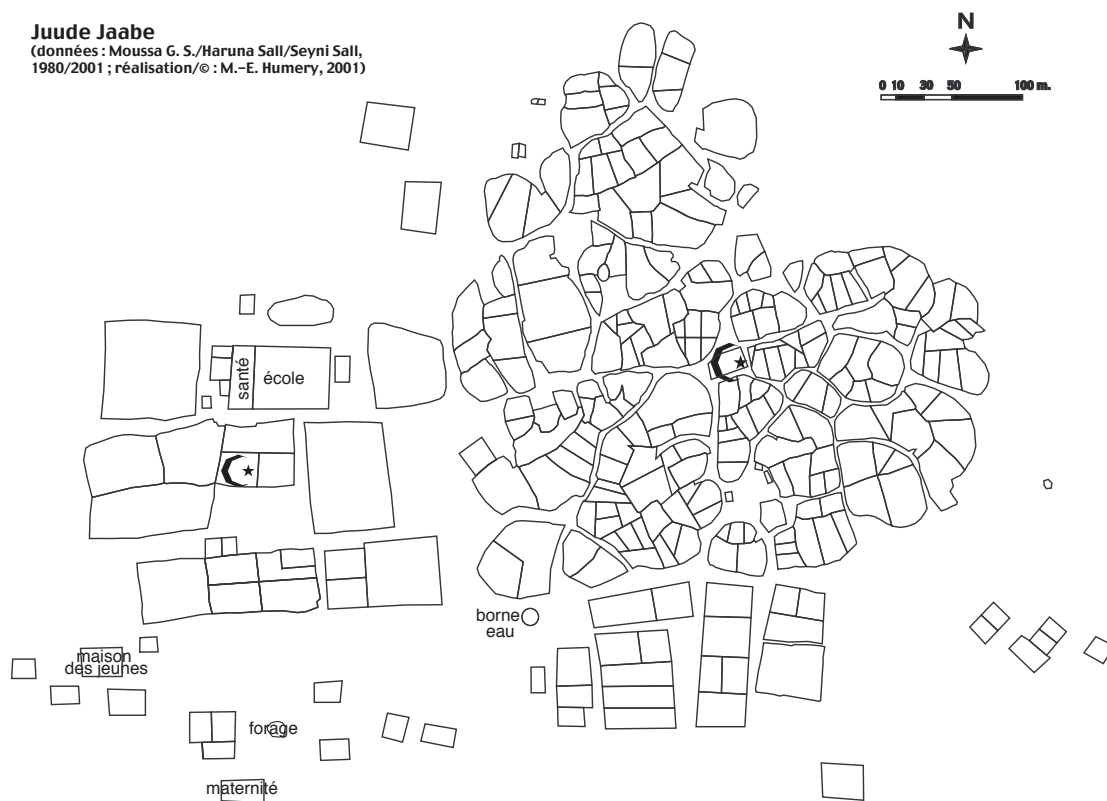 Juude Jaabe
(données : Moussa G. S./Haruna Sall/Seyni Sall,
1980/2001 ; réalisation/© : M.–E. Humery, 2001)
N
0 10 30 50 100 m.
santé
école
borne
eau
maison
des jeunes
forage
maternité